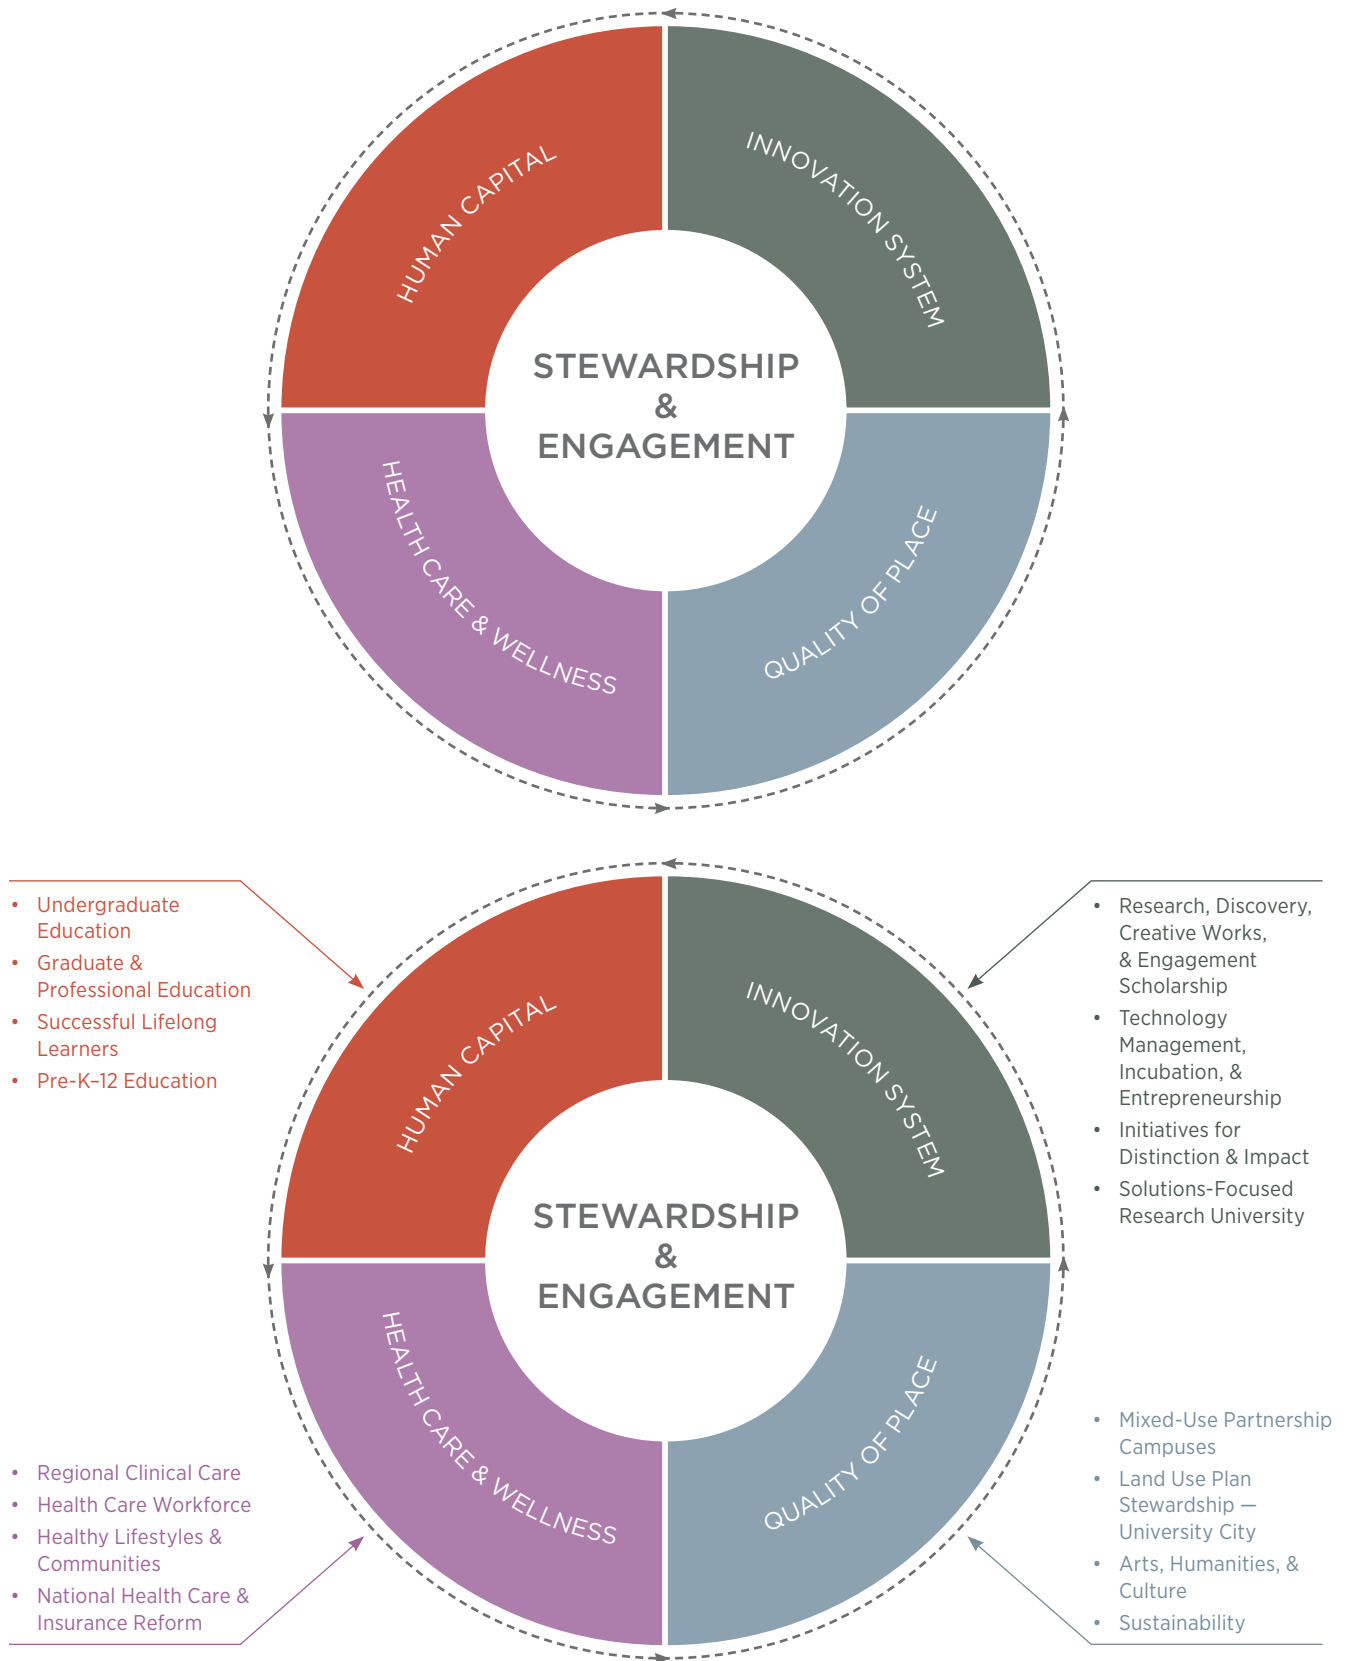 HUMAN CAPITAL
INNOVATION SYSTEM
STEWARDSHIP
&
ENGAGEMENT
HEALTH CARE & WELLNESS
QUALITY OF PLACE
• Undergraduate
Education
• Graduate &
Professional Education
• Successful Lifelong
Learners
• Pre-K–12 Education
HUMAN CAPITAL
INNOVATION SYSTEM
• Research, Discovery,
Creative Works,
& Engagement
Scholarship
• Technology
Management,
Incubation, &
Entrepreneurship
• Initiatives for
Distinction & Impact
• Solutions-Focused
Research University
STEWARDSHIP
&
ENGAGEMENT
HEALTH CARE & WELLNESS
QUALITY OF PLACE
• Regional Clinical Care
• Health Care Workforce
• Healthy Lifestyles &
Communities
• National Health Care &
Insurance Reform
• Mixed-Use Partnership
Campuses
• Land Use Plan
Stewardship —
University City
• Arts, Humanities, &
Culture
• Sustainability